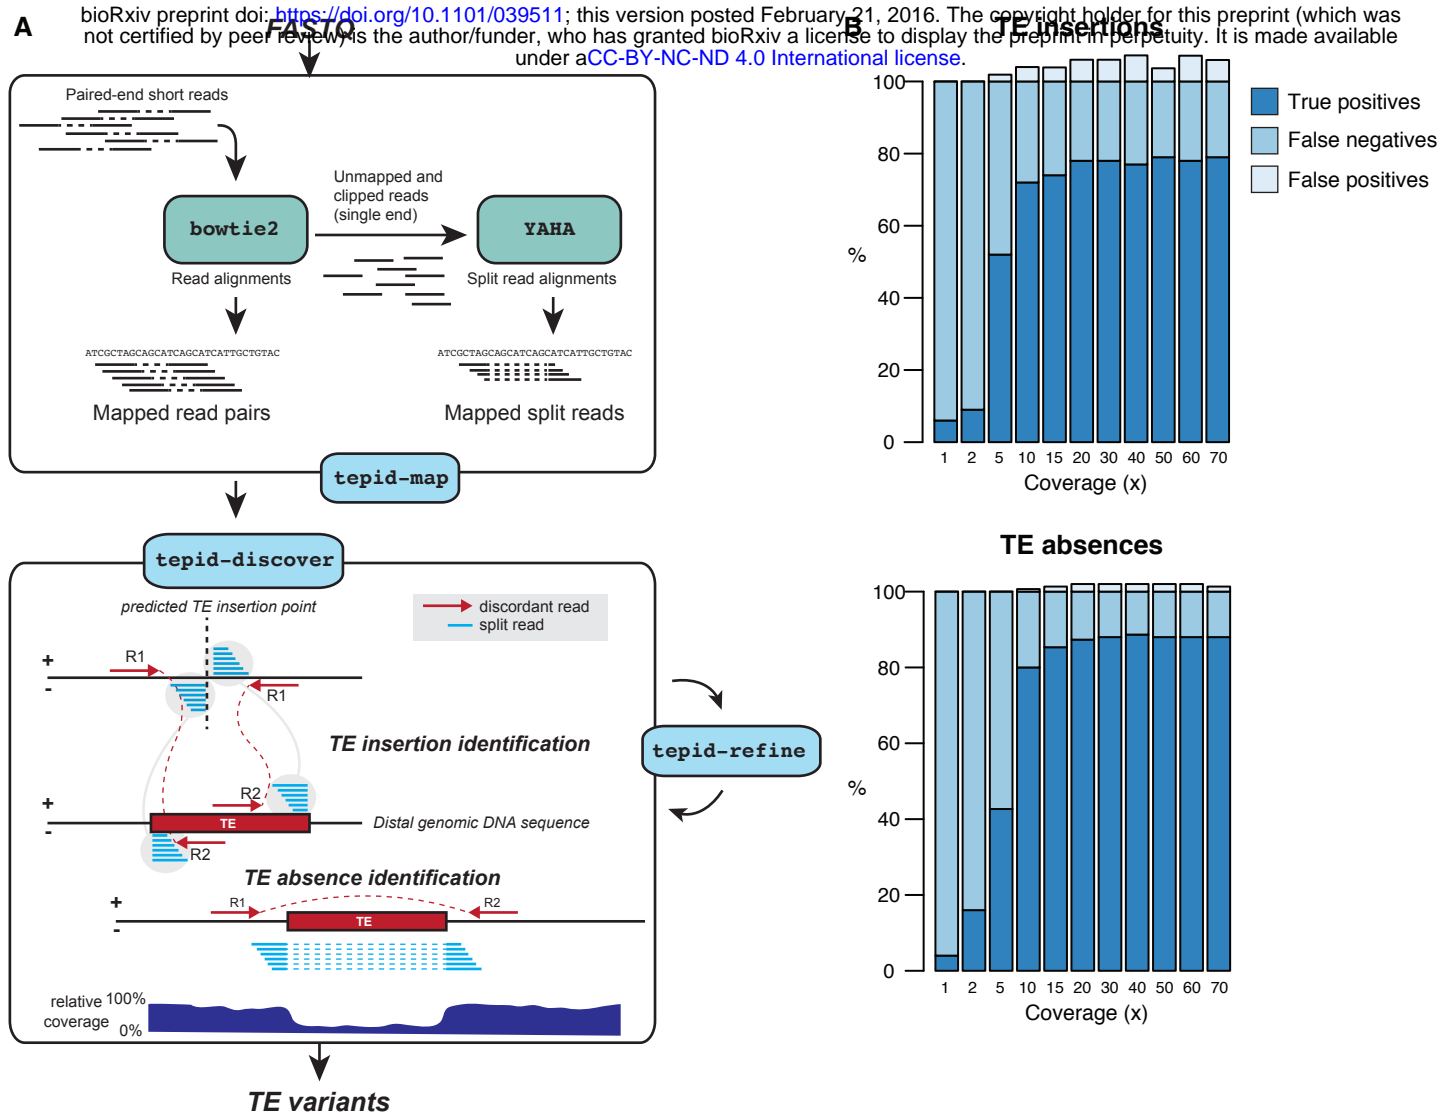 bioRxiv preprint doi: https://doi.org/10.1101/039511; this version posted February 21, 2016. The copyright holder for this preprint (which was
not certified by peer review) is the author/funder, who has granted bioRxiv a license to display the preprint in perpetuity. It is made available
under aCC-BY-NC-ND 4.0 International license.
A
FASTQ
Paired-end short reads
Unmapped and
clipped reads
(single end)
bowtie2
YAHA
Read alignments
Split read alignments
ATCGCTAGCAGCATCAGCATCATTGCTGTAC
ATCGCTAGCAGCATCAGCATCATTGCTGTAC
Mapped read pairs
Mapped split reads
tepid-map
tepid-discover
predicted TE insertion point
discordant read
split read
+
-
R1
R1
TE insertion identification
tepid-refine
+
-
R2
TE
Distal genomic DNA sequence
R2
TE absence identification
+
-
R1
R2
TE
relative
coverage
100%
0%
TE variants
B
TE insertions
100
80
60
40
20
0
%
1 2 5 10 15 20 30 40 50 60 70
Coverage (x)
True positives
False negatives
False positives
TE absences
100
80
60
40
20
0
%
1 2 5 10 15 20 30 40 50 60 70
Coverage (x)